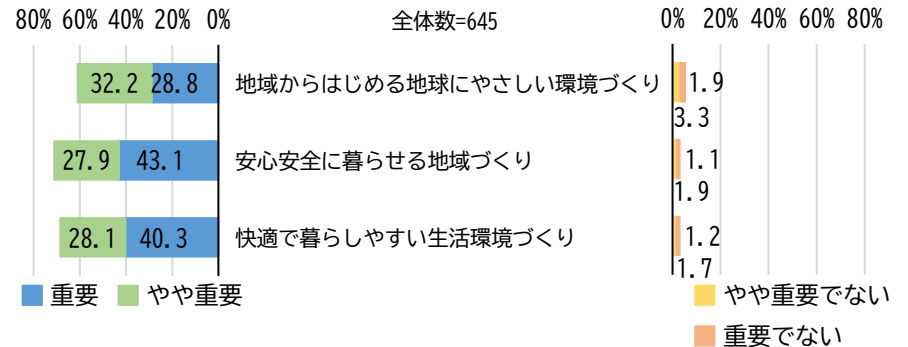 80% 60% 40% 20% 0% 全体数=645 0% 20% 40% 60% 80%
32.2 28.8 地域からはじめる地球にやさしい環境づくり 1.9
3.3
27.9 43.1 安心安全に暮らせる地域づくり 1.1
1.9
28.1 40.3 快適で暮らしやすい生活環境づくり 1.2
1.7
重要 やや重要 やや重要でない
重要でない